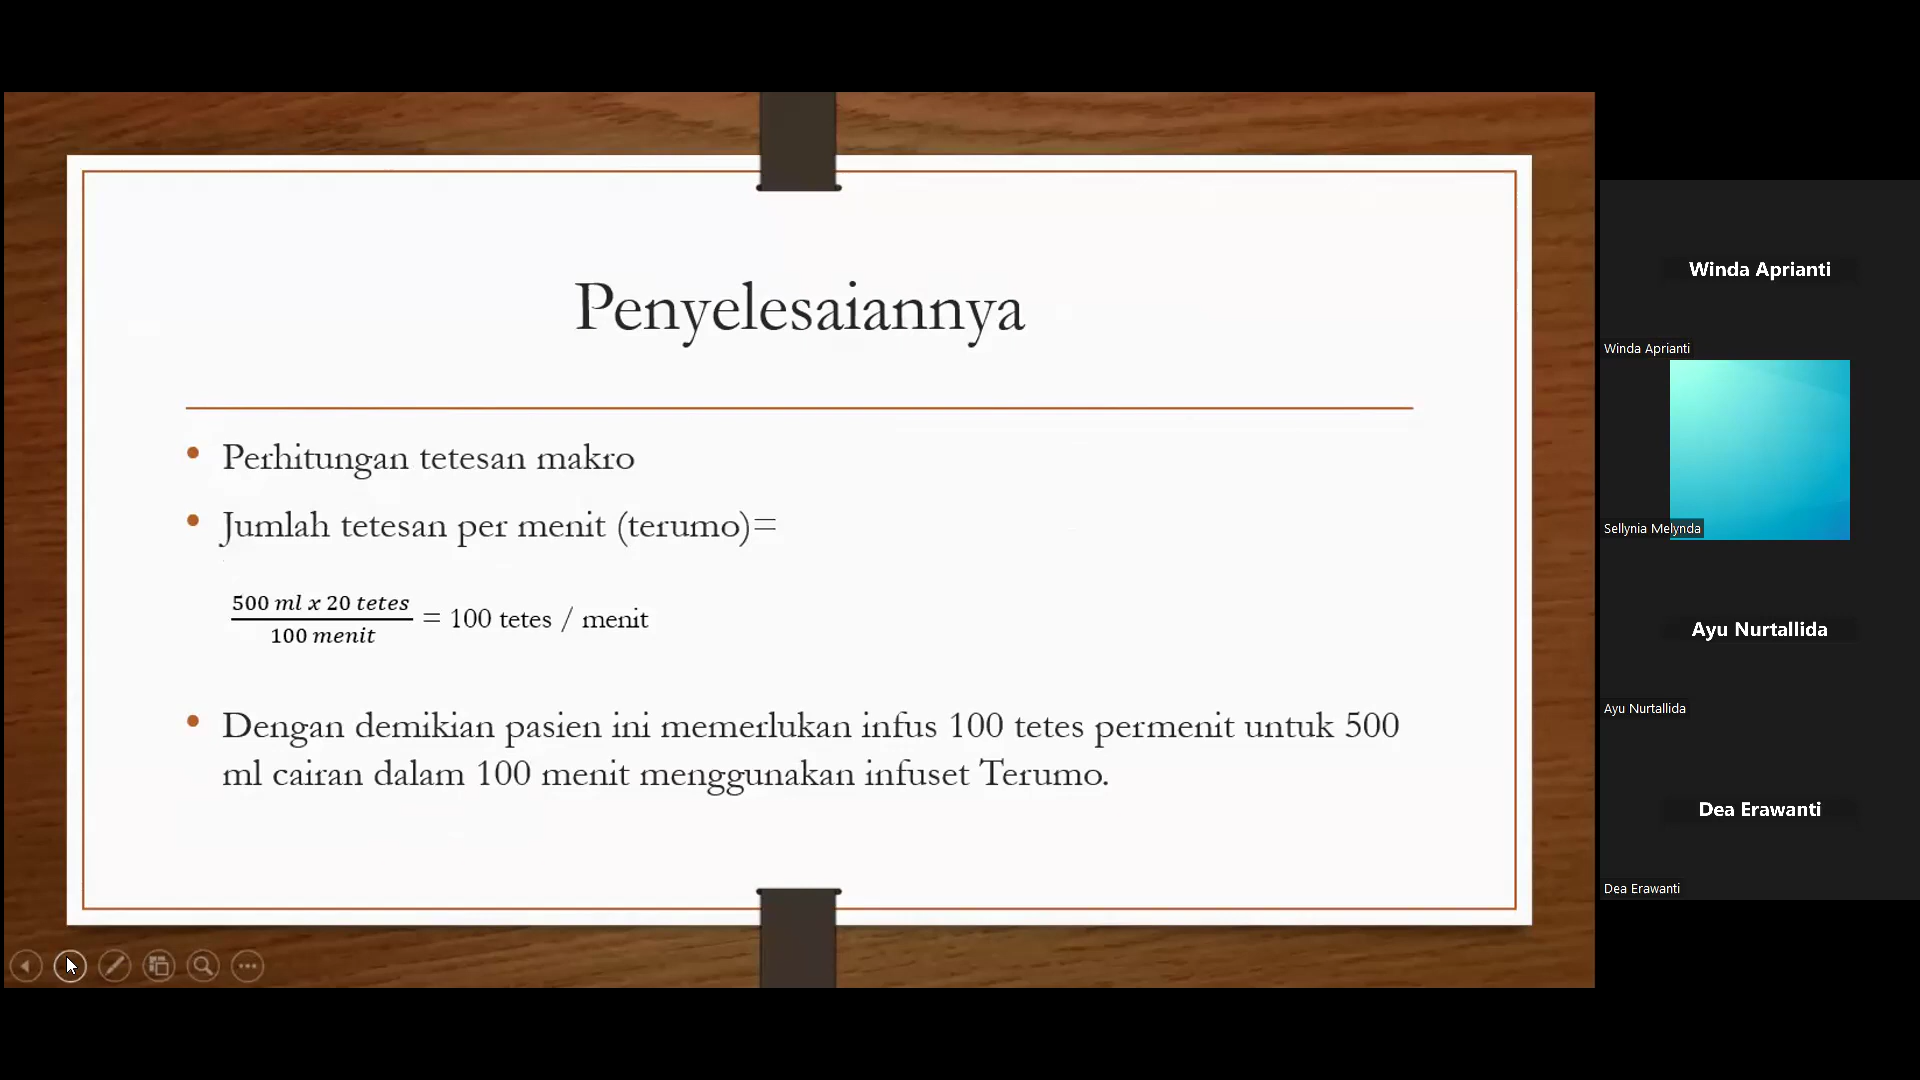 Penyelesaiannya
• Perhitungan tetesan makro
• Jumlah tetesan per menit (terumo)=
500 ml x 20 tetes
100 menit
= 100 tetes / menit
• Dengan demikian pasien ini memerlukan infus 100 tetes permenit untuk 500
ml cairan dalam 100 menit menggunakan infuset Terumo.
Winda Aprianti
Winda Aprianti
Sellynia Melynda
Ayu Nurtallida
Ayu Nurtallida
Dea Erawanti
Dea Erawanti